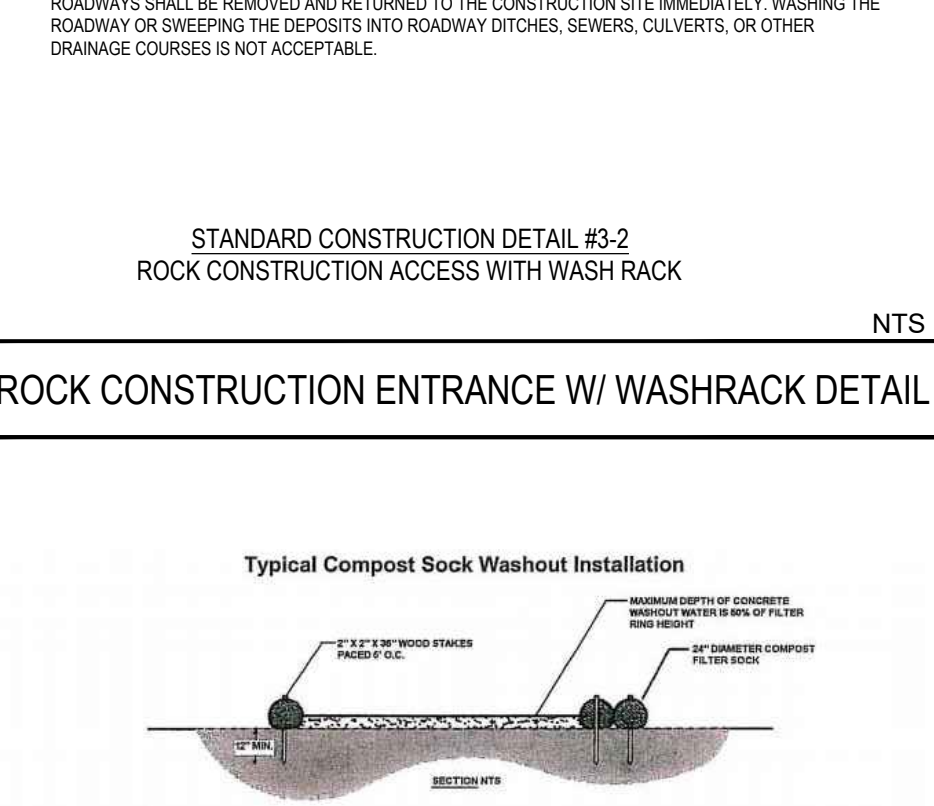 ROADWAYS SHALL BE REMOVED AND RETURNED TO THE CONSTRUCTION SITE IMMEDIATELY. WASHING THE
ROADWAY OR SWEEPING THE DEPOSITS INTO ROADWAY DITCHES, SEWERS, CULVERTS, OR OTHER
DRAINAGE COURSES IS NOT ACCEPTABLE.
STANDARD CONSTRUCTION DETAIL #3-2
ROCK CONSTRUCTION ACCESS WITH WASH RACK
NTS
ROCK CONSTRUCTION ENTRANCE W/ WASHRACK DETAIL
Typical Compost Sock Washout Installation
MAXIMUM DEPTH OF CONCRETE
WASHOUT WATER IS 50% OF FILTER
RING HEIGHT
2" X 2" X 36" WOOD STAKES
PACED 5' O.C.
24" DIAMETER COMPOST
FILTER SOCK
12" MIN.
SECTION NTS